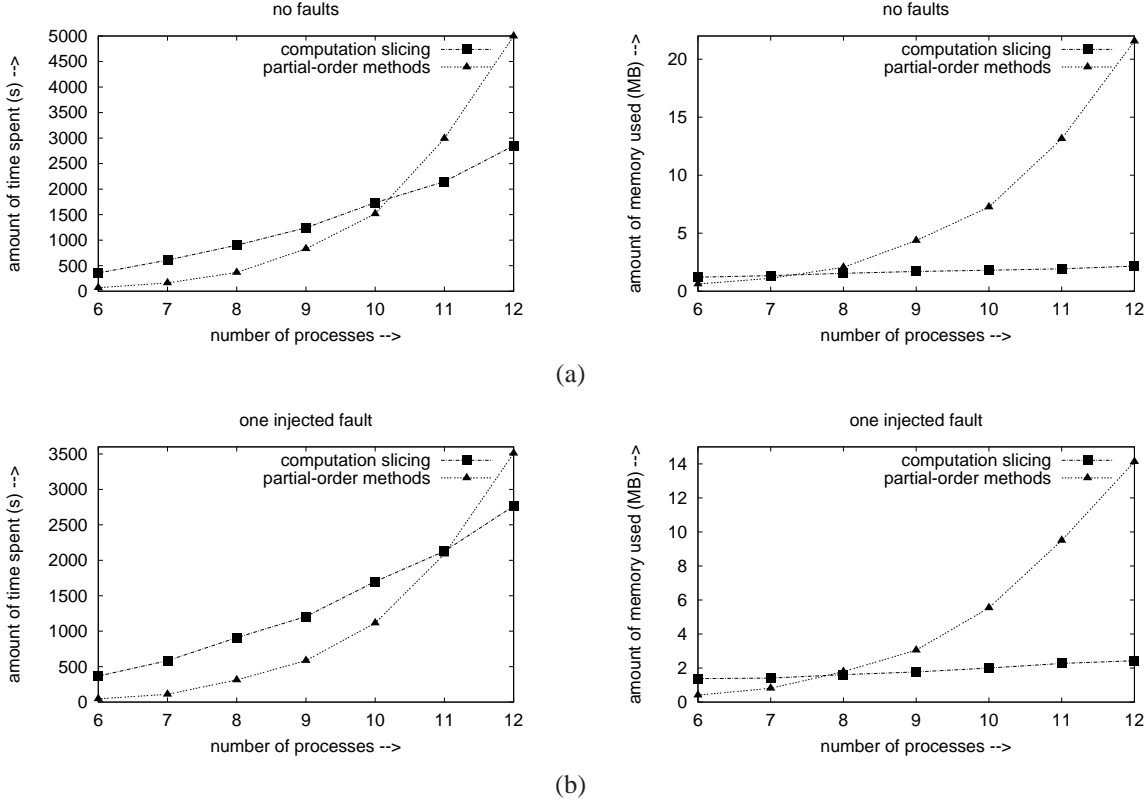 no faults
5000
4500
4000
3500
3000
2500
2000
1500
1000
500
0
amount of time spent (s) -->
computation slicing
partial-order methods
6 7 8 9 10 11 12
number of processes -->
no faults
20
15
10
5
0
amount of memory used (MB) -->
computation slicing
partial-order methods
6 7 8 9 10 11 12
number of processes -->
(a)
one injected fault
3500
3000
2500
2000
1500
1000
500
0
amount of time spent (s) -->
computation slicing
partial-order methods
6 7 8 9 10 11 12
number of processes -->
one injected fault
14
12
10
8
6
4
2
0
amount of memory used (MB) -->
computation slicing
partial-order methods
6 7 8 9 10 11 12
number of processes -->
(b)